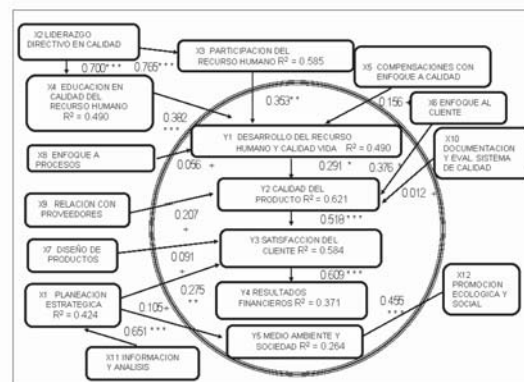 X2 LIDERAZGO
DIRECTIVO EN CALIDAD
X3 PARTICIPACION DEL
RECURSO HUMANO R² = 0.585
X5 COMPENSACIONES CON
ENFOQUE A CALIDAD
0.700***
0.765***
X4 EDUCACION EN
CALIDAD DEL
RECURSO HUMANO
R² = 0.490
0.382
***
0.353**
0.156 +
X6 ENFOQUE AL
CLIENTE
Y1 DESARROLLO DEL RECURSO
HUMANO Y CALIDAD VIDA R² = 0.490
X10
DOCUMENTACION
Y EVAL. SISTEMA
DE CALIDAD
X8 ENFOQUE A
PROCESOS
0.056 +
0.291 *
0.376 *
0.012 +
Y2 CALIDAD DEL
PRODUCTO R² = 0.621
X9 RELACIÓN CON
PROVEEDORES
0.207
+
0.518 ***
X7 DISEÑO DE
PRODUCTOS
Y3 SATISFACCION DEL
CLIENTE R² = 0.584
0.091
+
0.609 ***
X1 PLANEACION
ESTRATEGICA
R² = 0.424
0.275
**
0.105+
Y4 RESULTADOS
FINANCIEROS R² = 0.371
X12
PROMOCION
ECOLOGICA Y
SOCIAL
0.455
***
0.651 ***
Y5 MEDIO AMBIENTE Y
SOCIEDAD R² = 0.264
X11 INFORMACION
Y ANALISIS